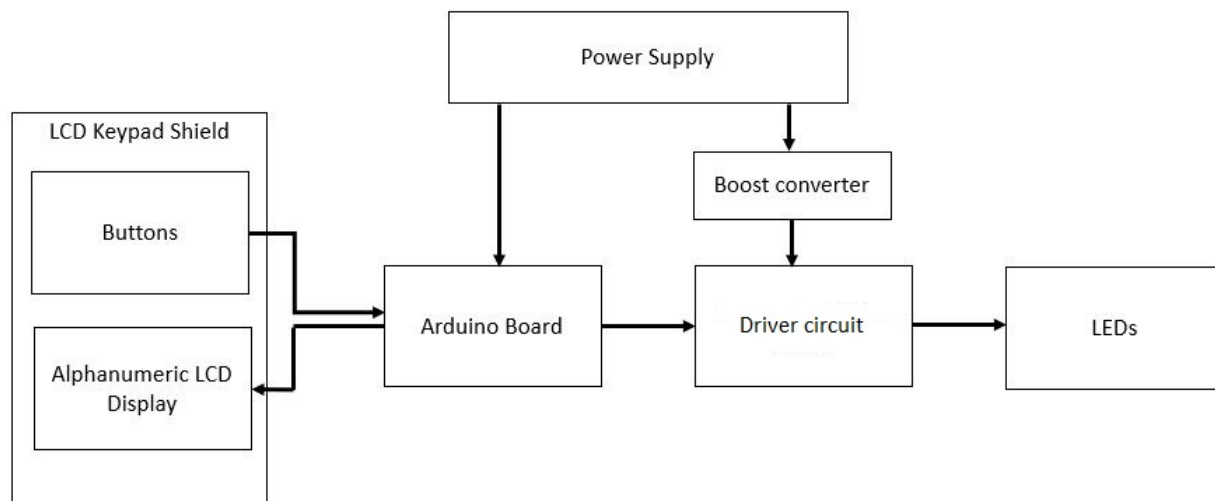 Power Supply
LCD Keypad Shield
Boost converter
Buttons
Arduino Board
Driver circuit
LEDs
Alphanumeric LCD
Display